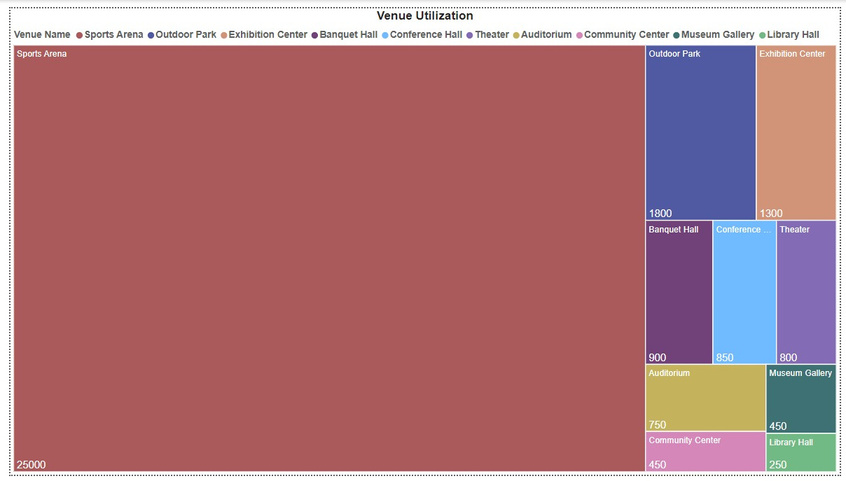 Venue Utilization
Venue Name Sports Arena Outdoor Park Exhibition Center Banquet Hall Conference Hall Theater Auditorium Community Center Museum Gallery Library Hall
Sports Arena
25000
Outdoor Park
1800
Exhibition Center
1300
Banquet Hall
900
Conference ...
850
Theater
800
Auditorium
750
Museum Gallery
450
Community Center
450
Library Hall
250